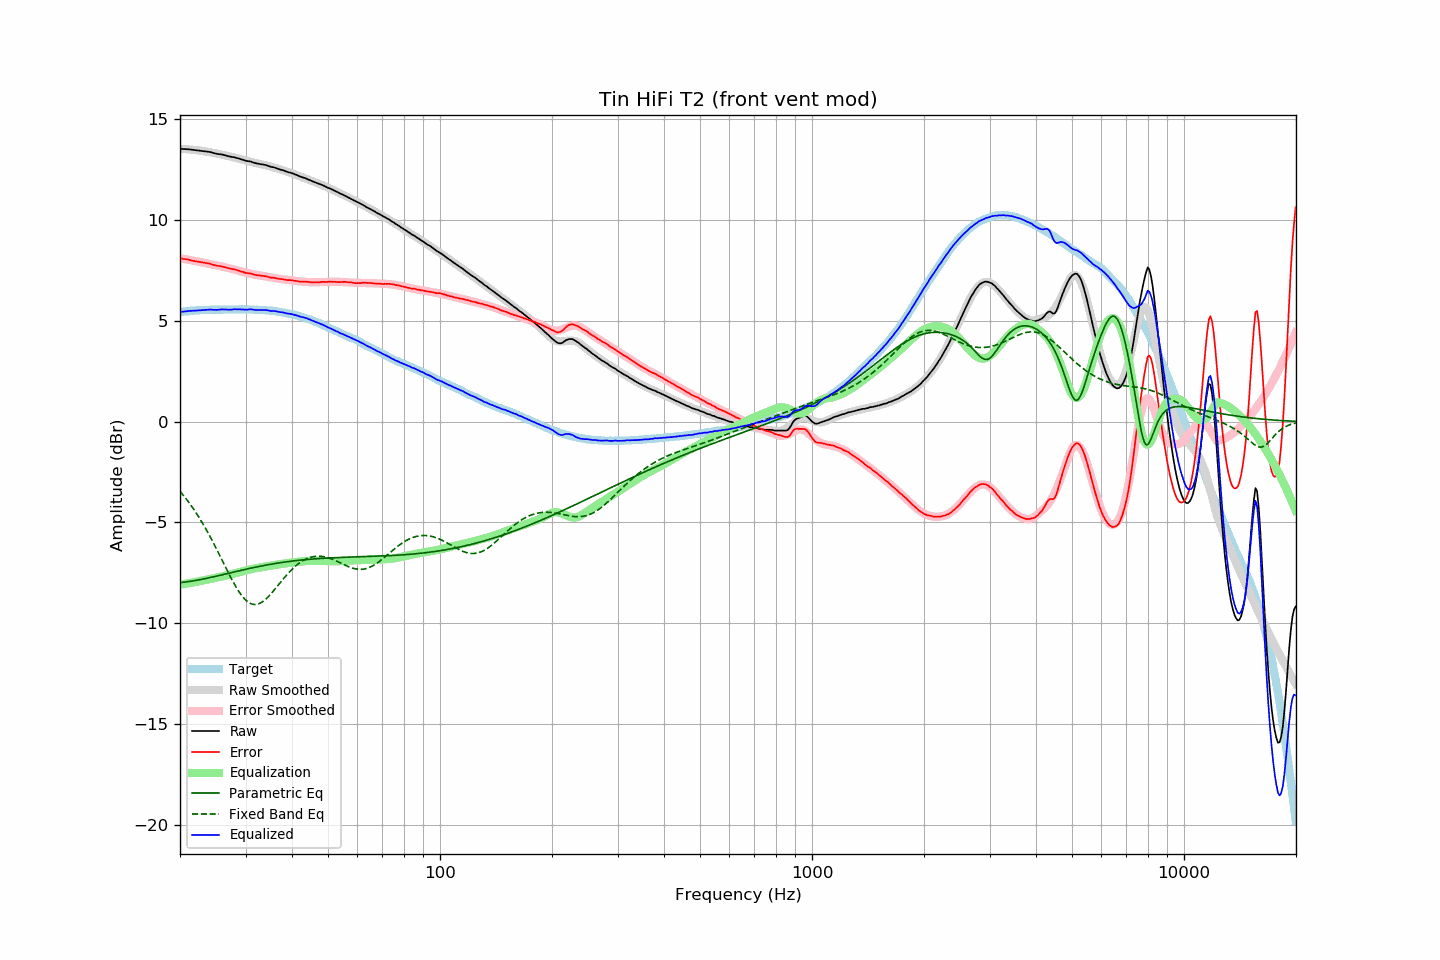 Tin HiFi T2 (front vent mod)
15
10
5
0
−5
−10
−15
−20
Amplitude (dBr)
Target
Raw Smoothed
Error Smoothed
Raw
Error
Equalization
Parametric Eq
Fixed Band Eq
Equalized
100
1000
10000
Frequency (Hz)